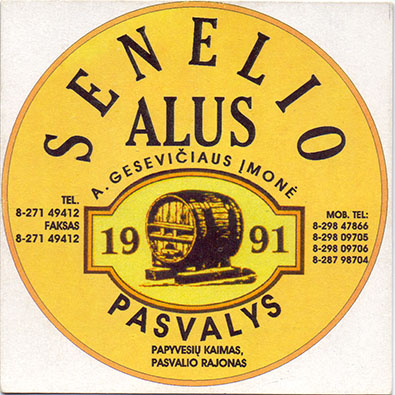 SENELIO
ALUS
A. GESEVIČIAUS ĮMONĖ
TEL.
8-271 49412
FAKSAS
8-271 49412
MOB. TEL:
8-298 47866
8-298 09705
8-298 09706
8-287 98704
19 91
PASVALYS
PAPYVESIŲ KAIMAS,
PASVALIO RAJONAS